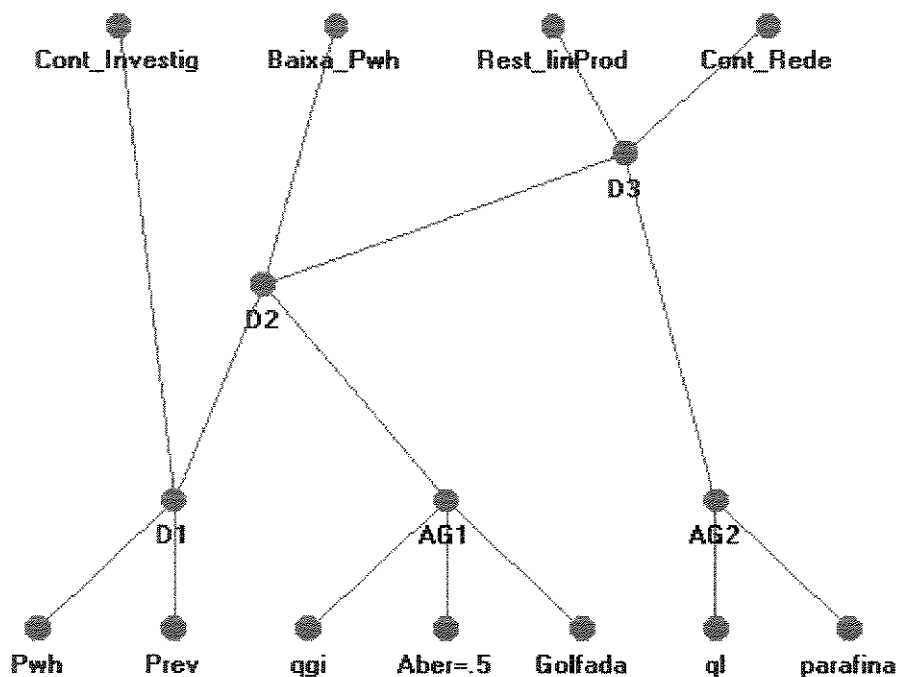 Cont_Investig Baixa_Pwh Rest_linProd Cont_Rede
D3
D2
D1 AG1 AG2
Pwh Prev qgi Aber=.5 Golfada ql parafina